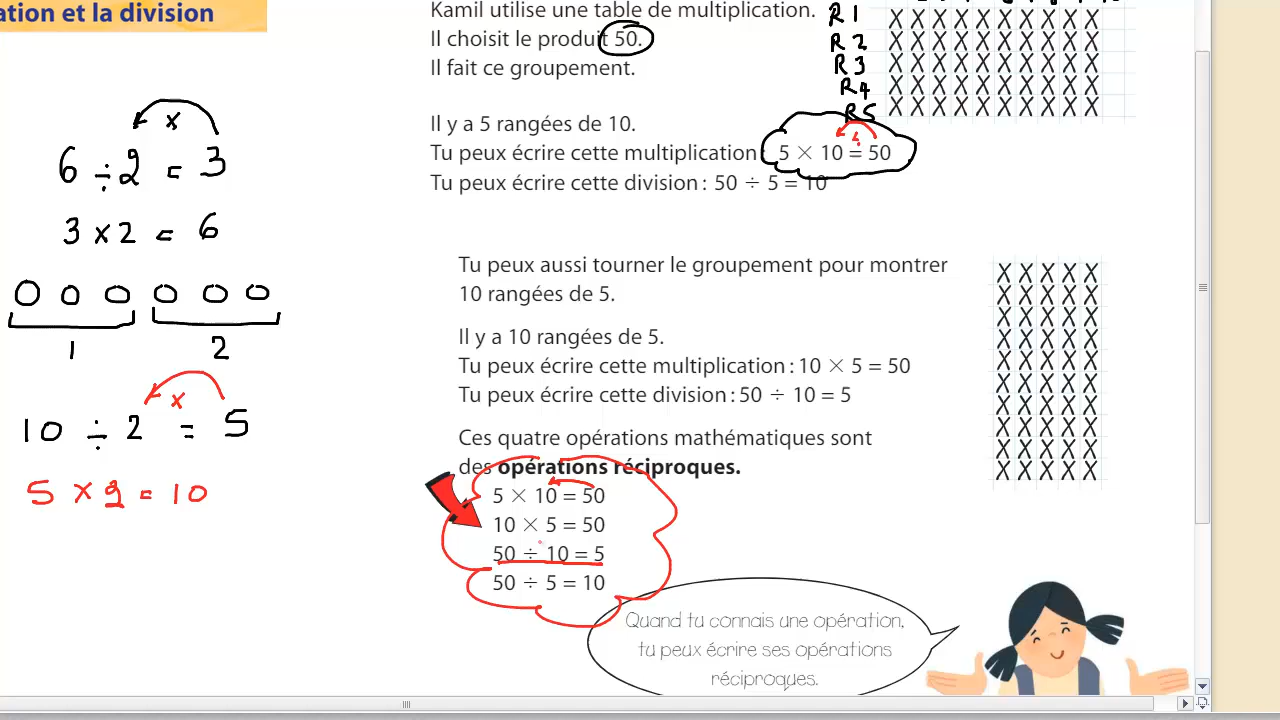 ation et la division
Kamil utilise une table de multiplication.
Il choisit le produit 50.
Il fait ce groupement.
R 1
R 2
R 3
R 4
R 5
Il y a 5 rangées de 10.
Tu peux écrire cette multiplication : 5 × 10 = 50
Tu peux écrire cette division : 50 ÷ 5 = 10
x
6 ÷ 2 = 3
3 x 2 = 6
1 2
x
10 ÷ 2 = 5
5 x 2 = 10
Tu peux aussi tourner le groupement pour montrer
10 rangées de 5.
Il y a 10 rangées de 5.
Tu peux écrire cette multiplication : 10 × 5 = 50
Tu peux écrire cette division : 50 ÷ 10 = 5
Ces quatre opérations mathématiques sont
des opérations réciproques.
5 × 10 = 50
10 × 5 = 50
50 ÷ 10 = 5
50 ÷ 5 = 10
Quand tu connais une opération,
tu peux écrire ses opérations
réciproques.